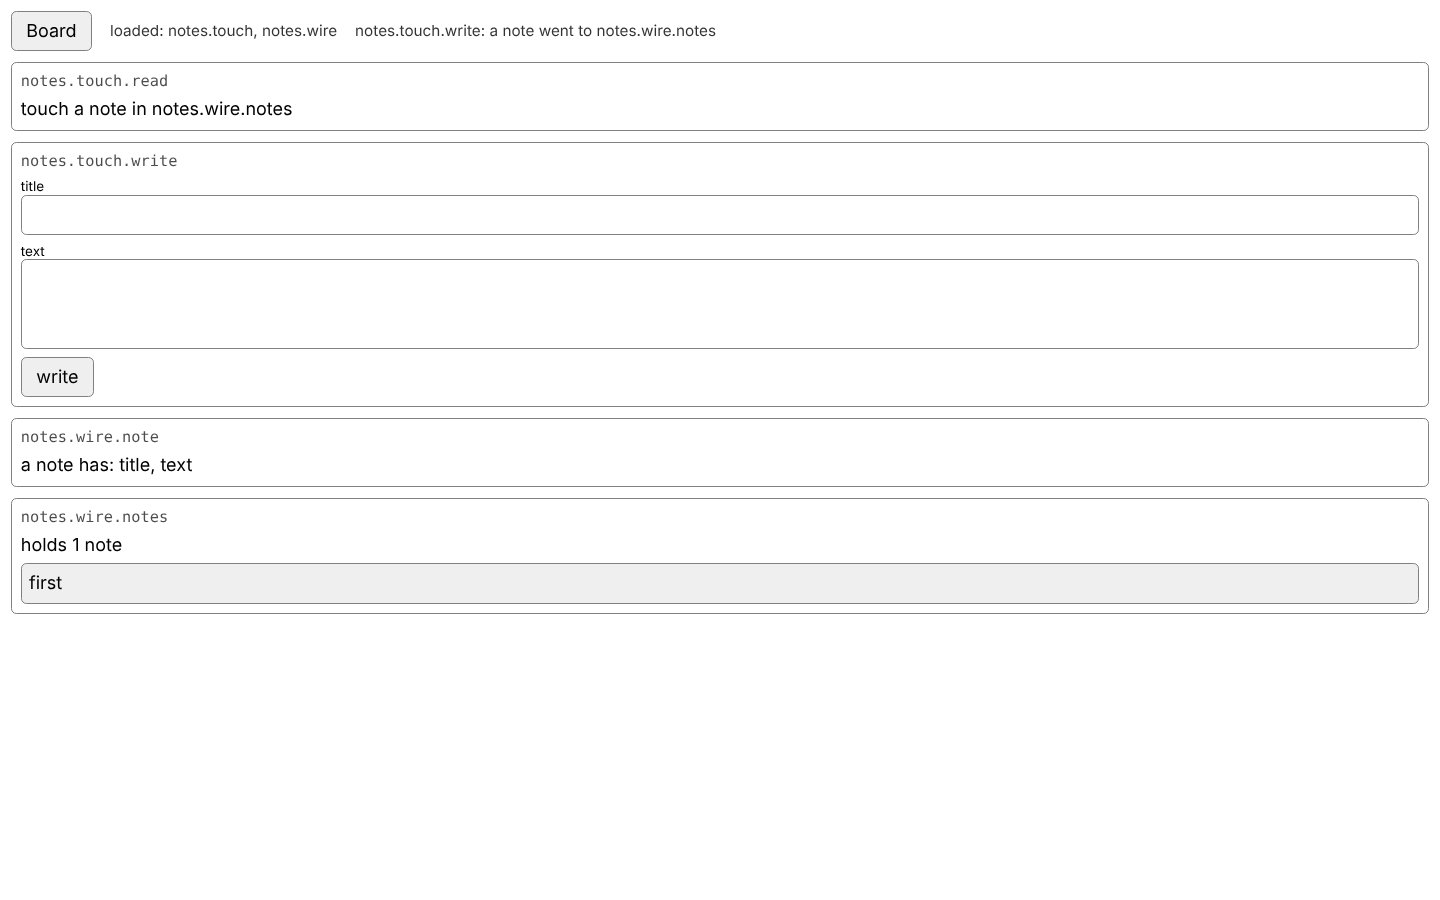 Board loaded: notes.touch, notes.wire notes.touch.write: a note went to notes.wire.notes
notes.touch.read
touch a note in notes.wire.notes
notes.touch.write
title
text
write
notes.wire.note
a note has: title, text
notes.wire.notes
holds 1 note
first